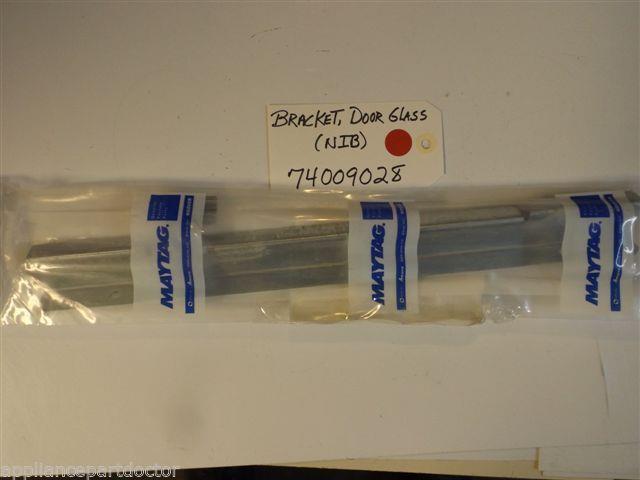 BRACKET, DOOR GLASS
(NIB)
74009028
MAYTAG
MAYTAG
MAYTAG
appliancepartdoctor